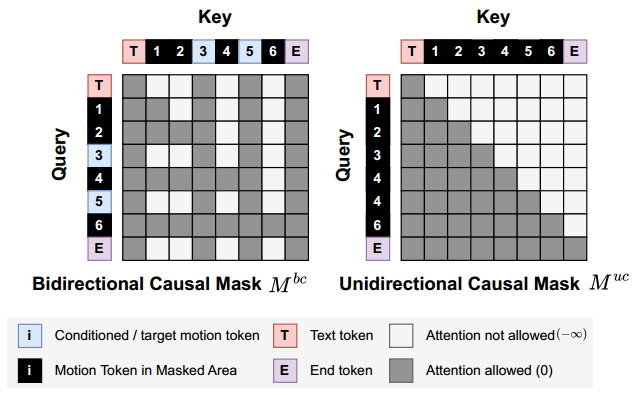 Key
Key
T 1 2 3 4 5 6 E
T 1 2 3 4 5 6 E
Query
T
1
2
3
4
5
6
E
Query
T
1
2
3
4
4
6
E
Bidirectional Causal Mask M^{bc}
Unidirectional Causal Mask M^{uc}
i Conditioned / target motion token
T Text token
Attention not allowed(−∞)
i Motion Token in Masked Area
E End token
Attention allowed (0)